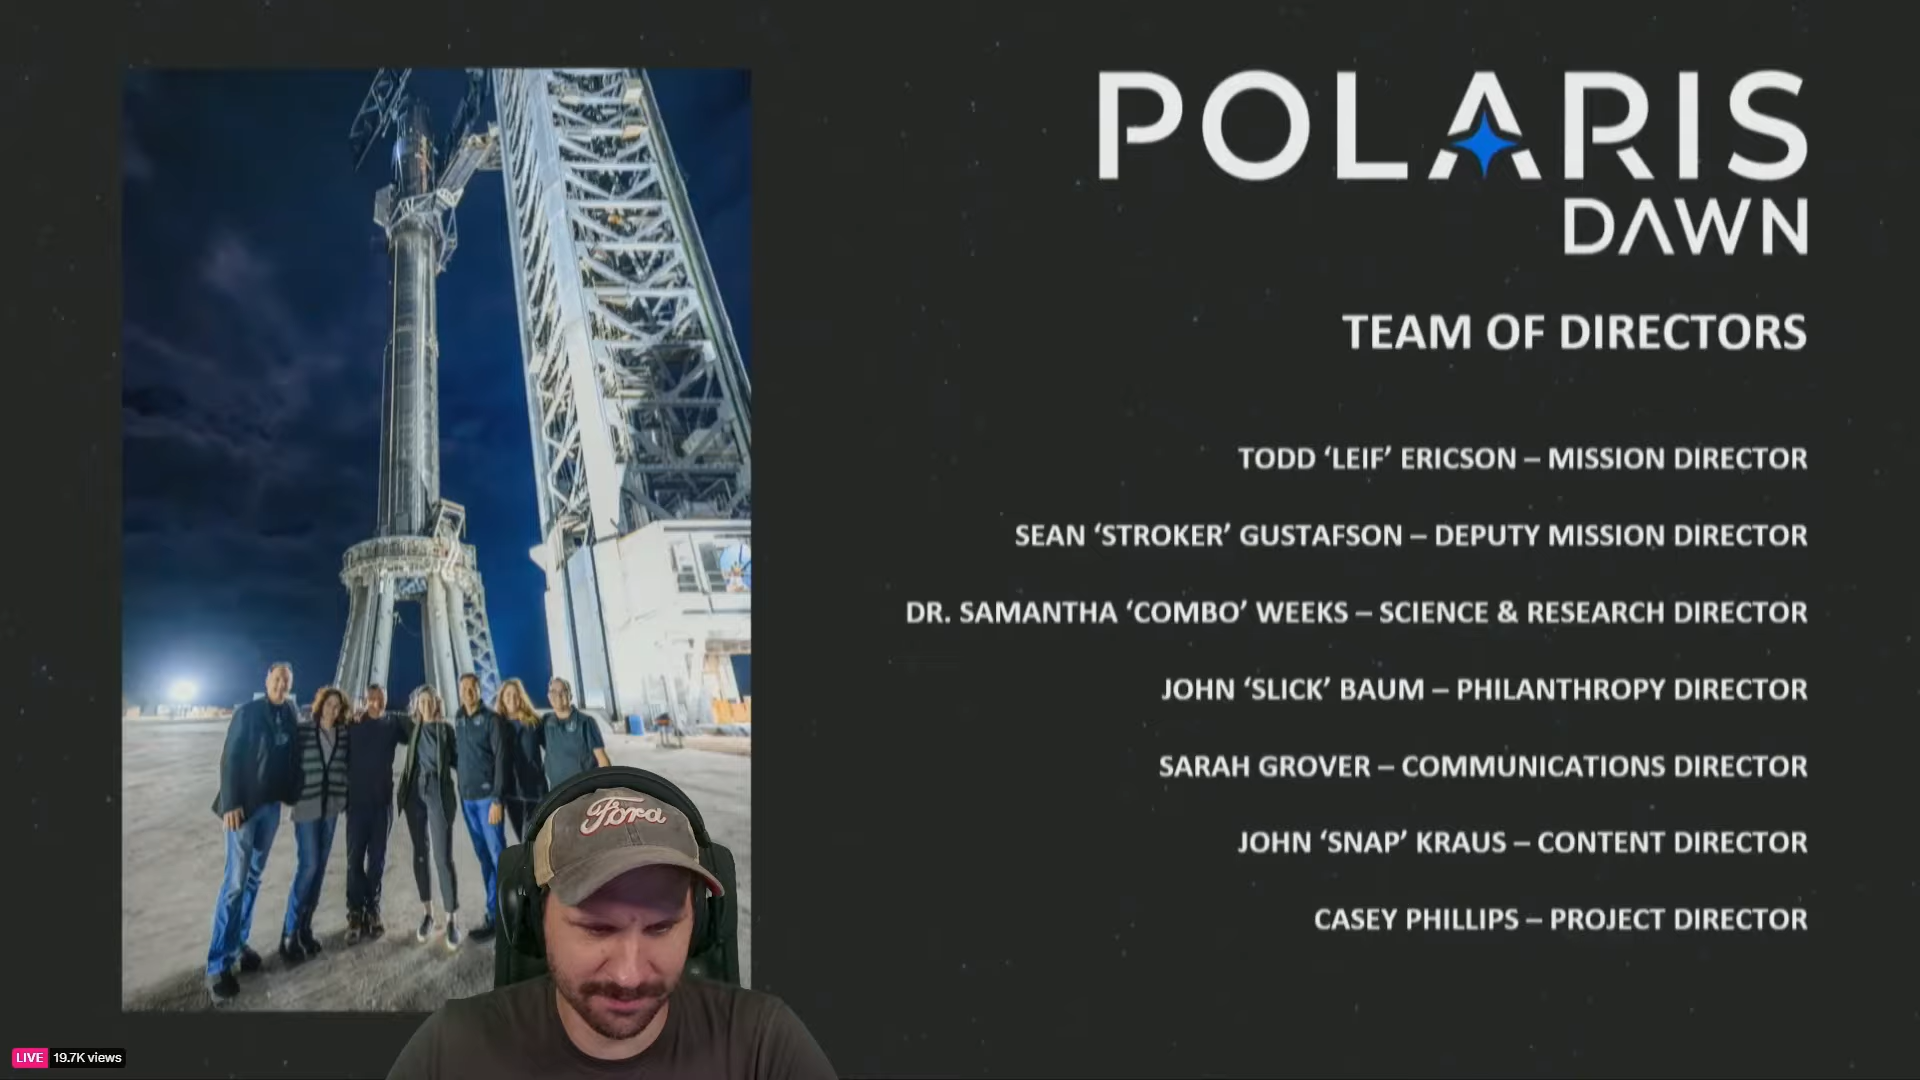 POLARIS
DAWN
TEAM OF DIRECTORS
TODD ‘LEIF’ ERICSON – MISSION DIRECTOR
SEAN ‘STROKER’ GUSTAFSON – DEPUTY MISSION DIRECTOR
DR. SAMANTHA ‘COMBO’ WEEKS – SCIENCE & RESEARCH DIRECTOR
JOHN ‘SLICK’ BAUM – PHILANTHROPY DIRECTOR
SARAH GROVER – COMMUNICATIONS DIRECTOR
JOHN ‘SNAP’ KRAUS – CONTENT DIRECTOR
CASEY PHILLIPS – PROJECT DIRECTOR
Ford
LIVE 19.7K views